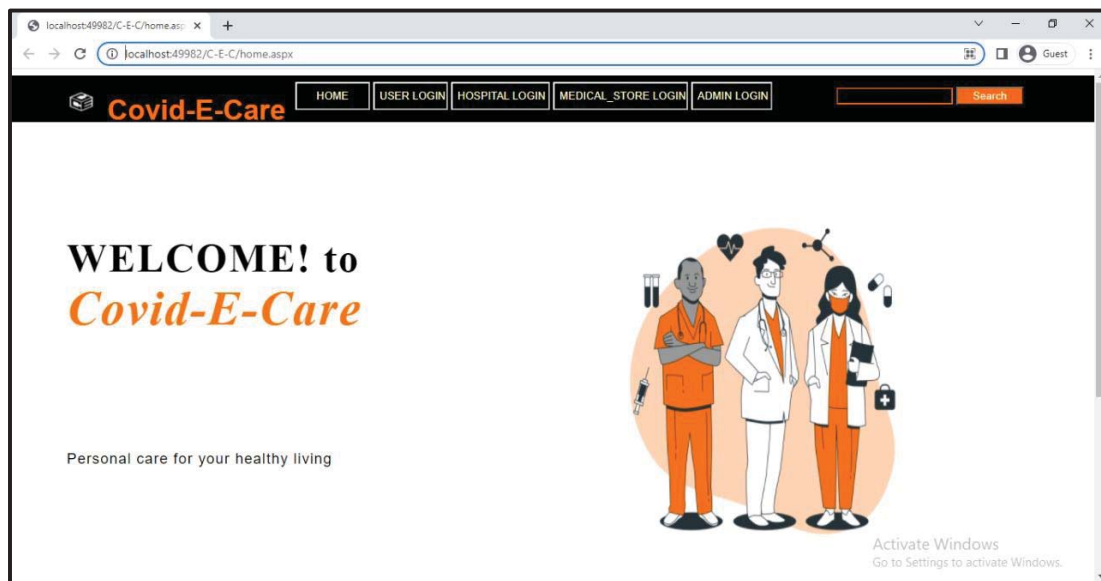 localhost:49982/C-E-C/home.asp
localhost:49982/C-E-C/home.aspx
Guest
Covid-E-Care
HOME
USER LOGIN
HOSPITAL LOGIN
MEDICAL_STORE LOGIN
ADMIN LOGIN
Search
WELCOME! to
Covid-E-Care
Personal care for your healthy living
Activate Windows
Go to Settings to activate Windows.